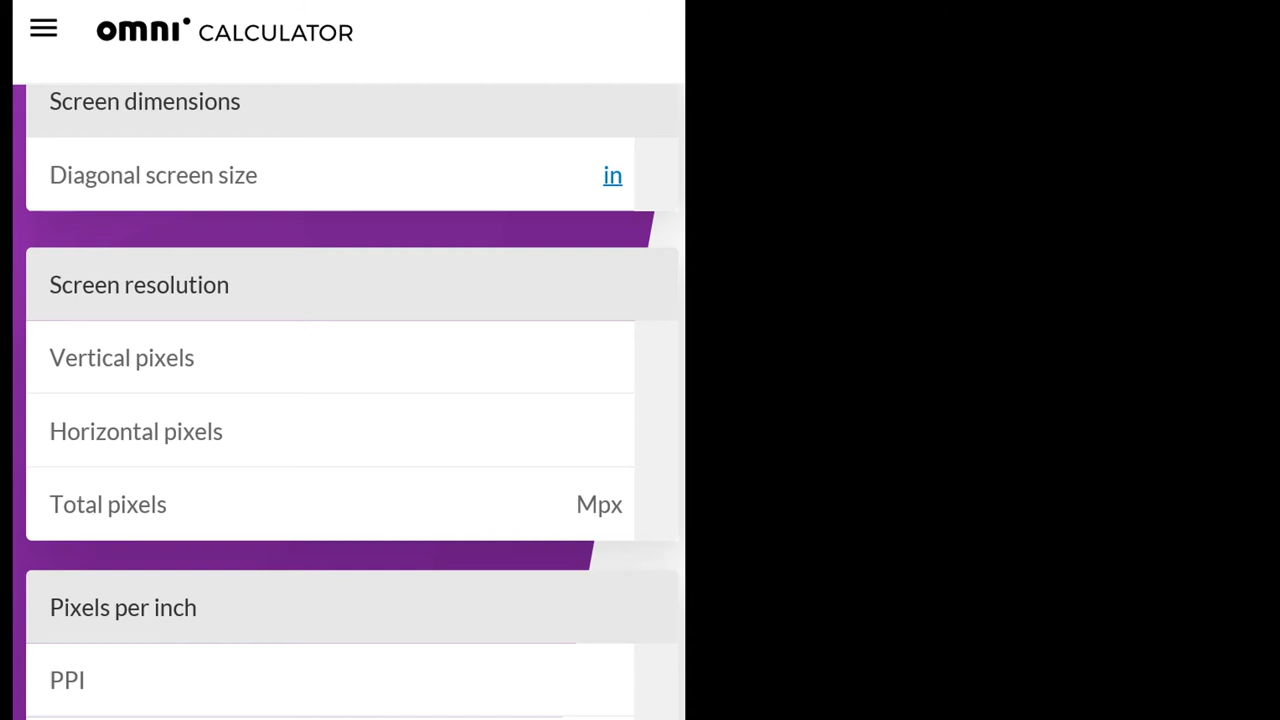 omni CALCULATOR
Screen dimensions
Diagonal screen size in
Screen resolution
Vertical pixels
Horizontal pixels
Total pixels Mpx
Pixels per inch
PPI